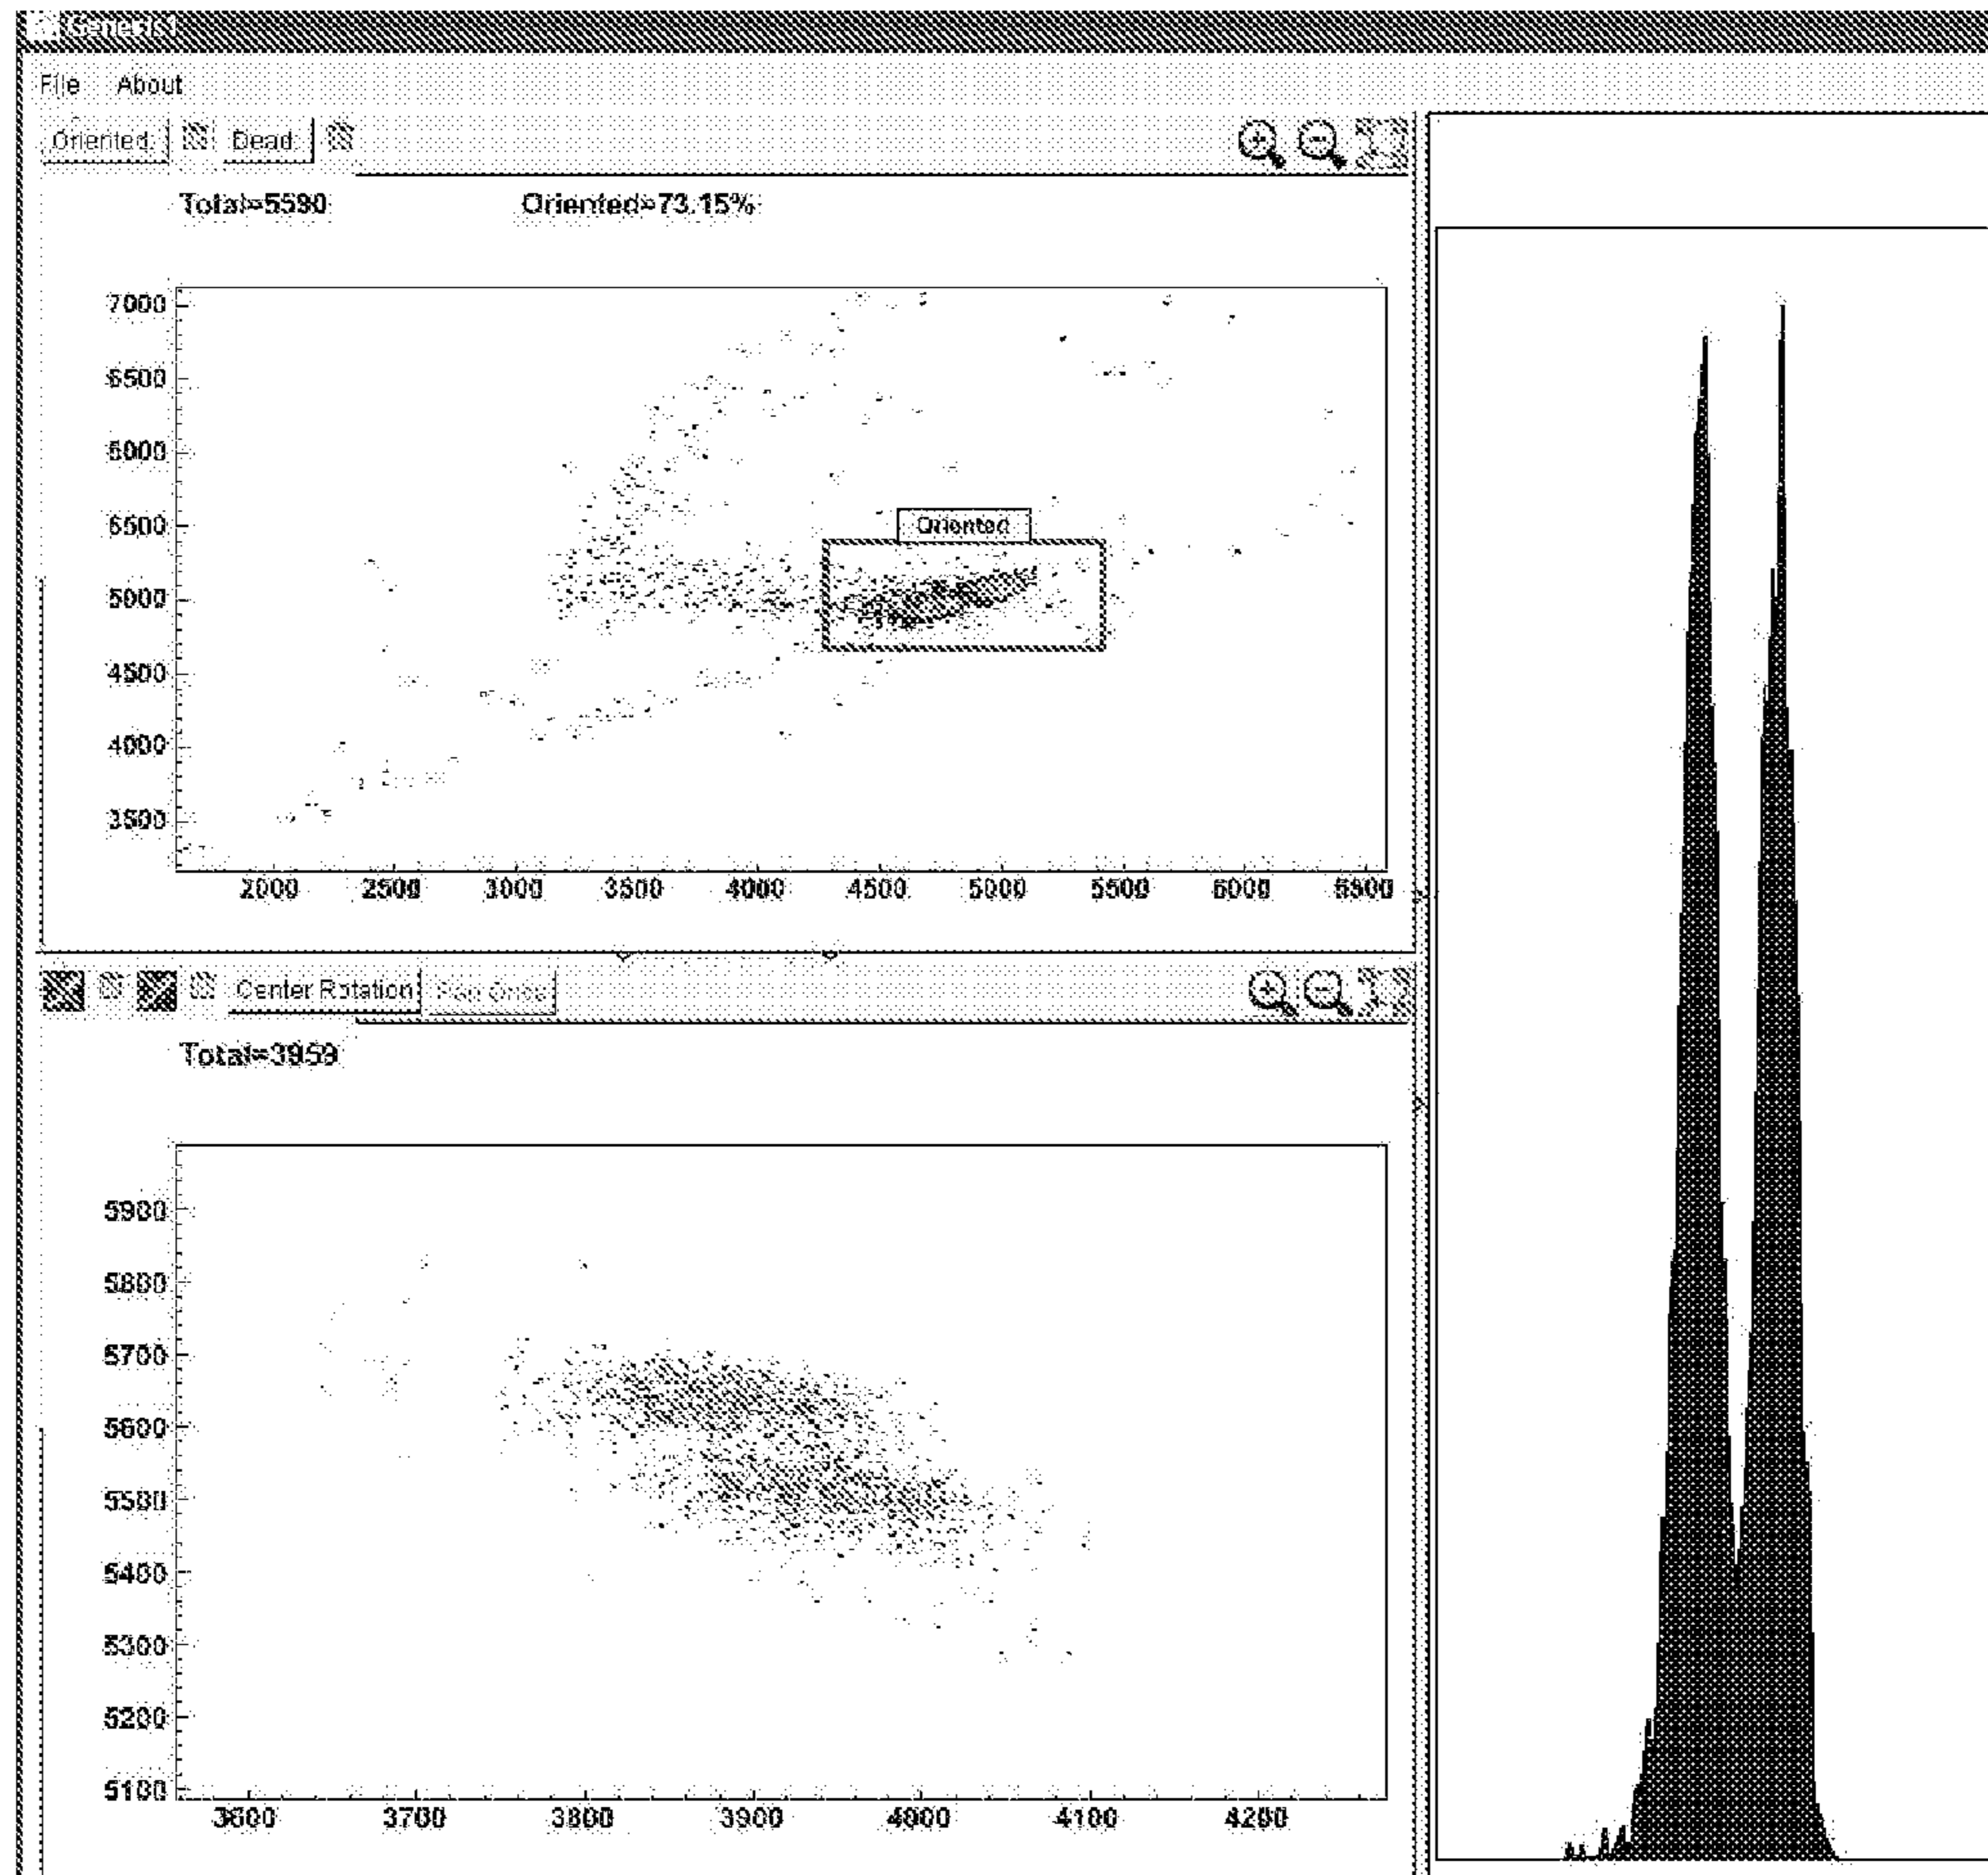 Genesis1
File About
Oriented Dead
Total=5590 Oriented=73.15%
7000
6500
6000
5500
5000
4500
4000
3500
Oriented
2000 2500 3000 3500 4000 4500 5000 5500 6000 6500
Center Rotation
Total=3959
5900
5800
5700
5600
5500
5400
5300
5200
5100
3600 3700 3800 3900 4000 4100 4200